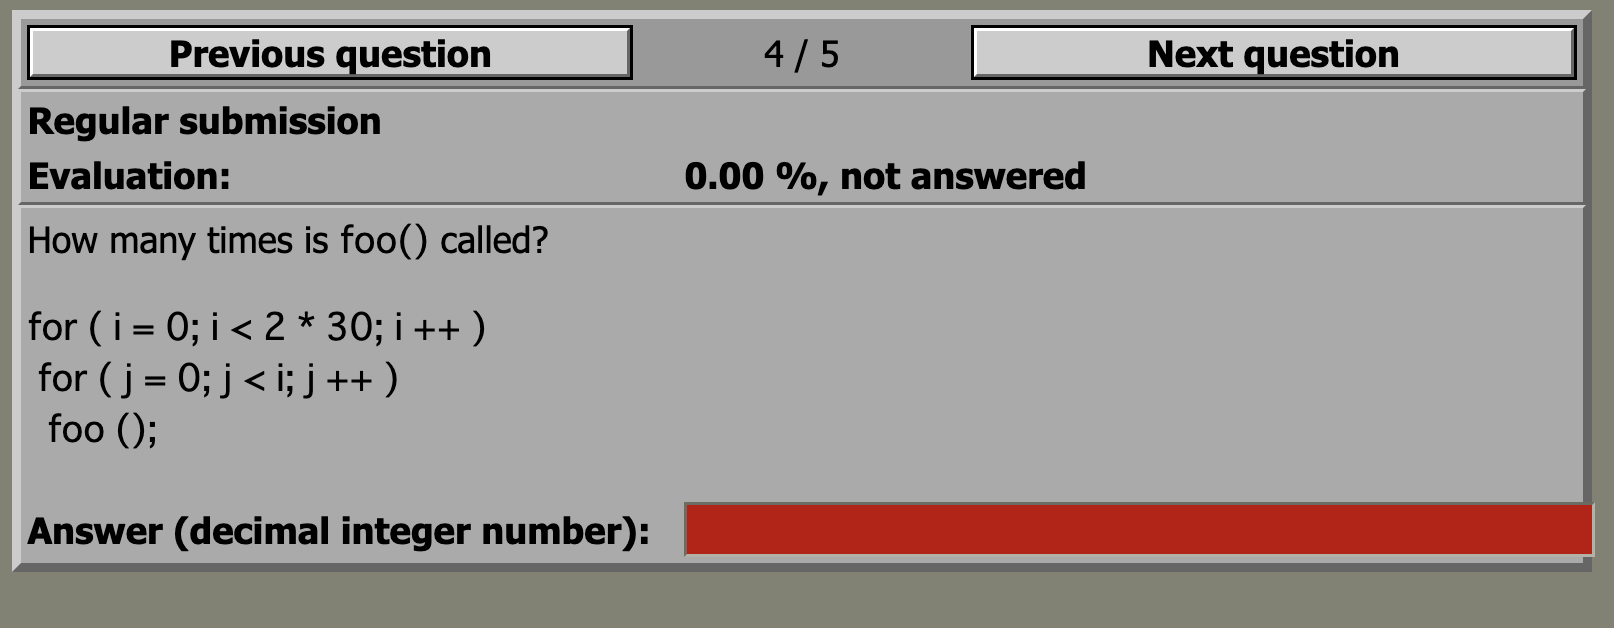 Previous question 4 / 5 Next question
Regular submission
Evaluation: 0.00 %, not answered
How many times is foo() called?
for ( i = 0; i < 2 * 30; i ++ )
for ( j = 0; j < i; j ++ )
foo ();
Answer (decimal integer number):